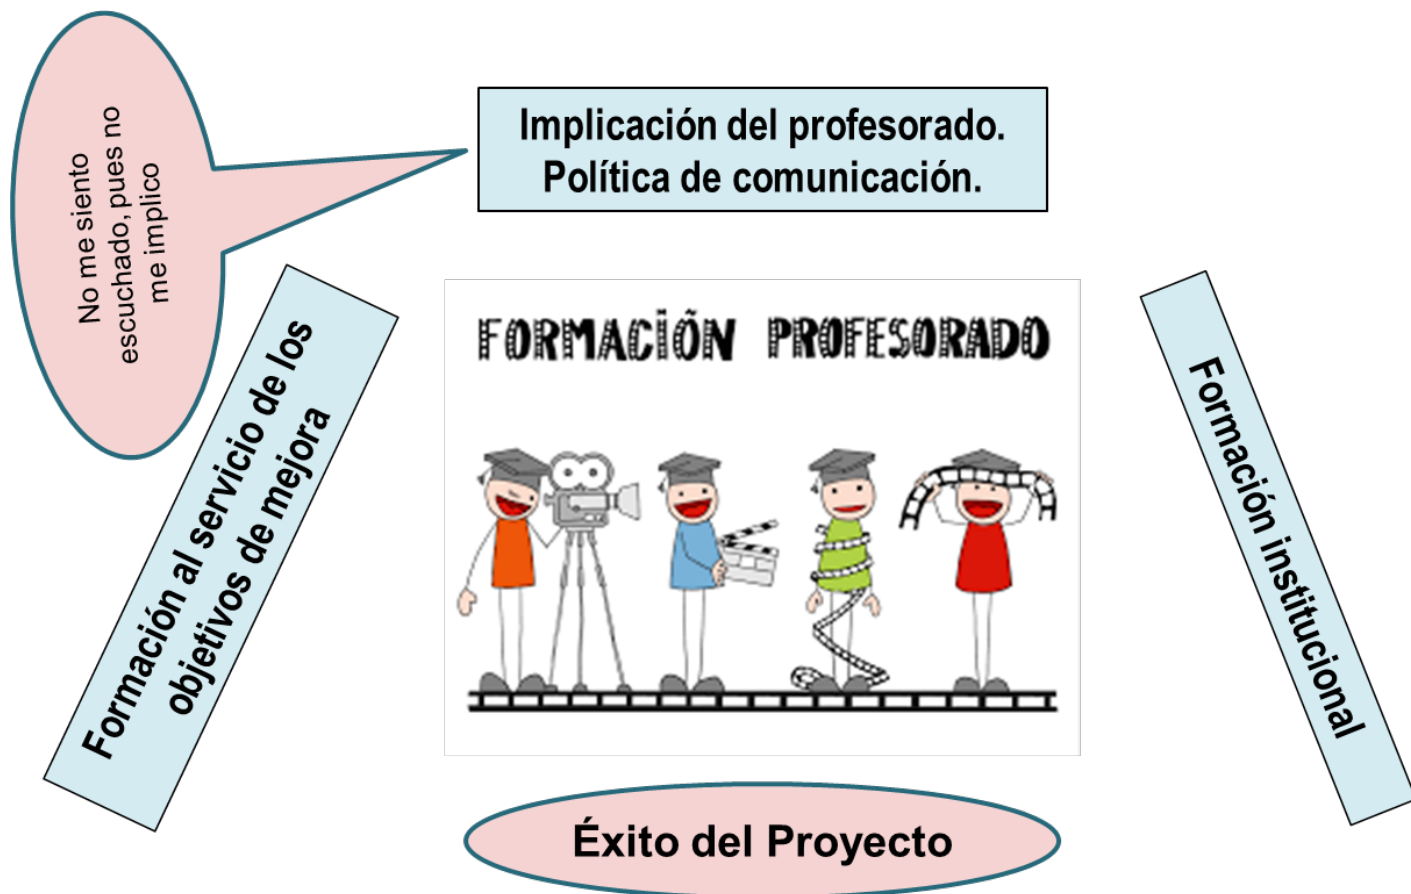 No me siento
escuchado, pues no
me implico
Implicación del profesorado.
Política de comunicación.
Formación al servicio de los
objetivos de mejora
FORMACIÓN PROFESORADO
Formación institucional
Éxito del Proyecto